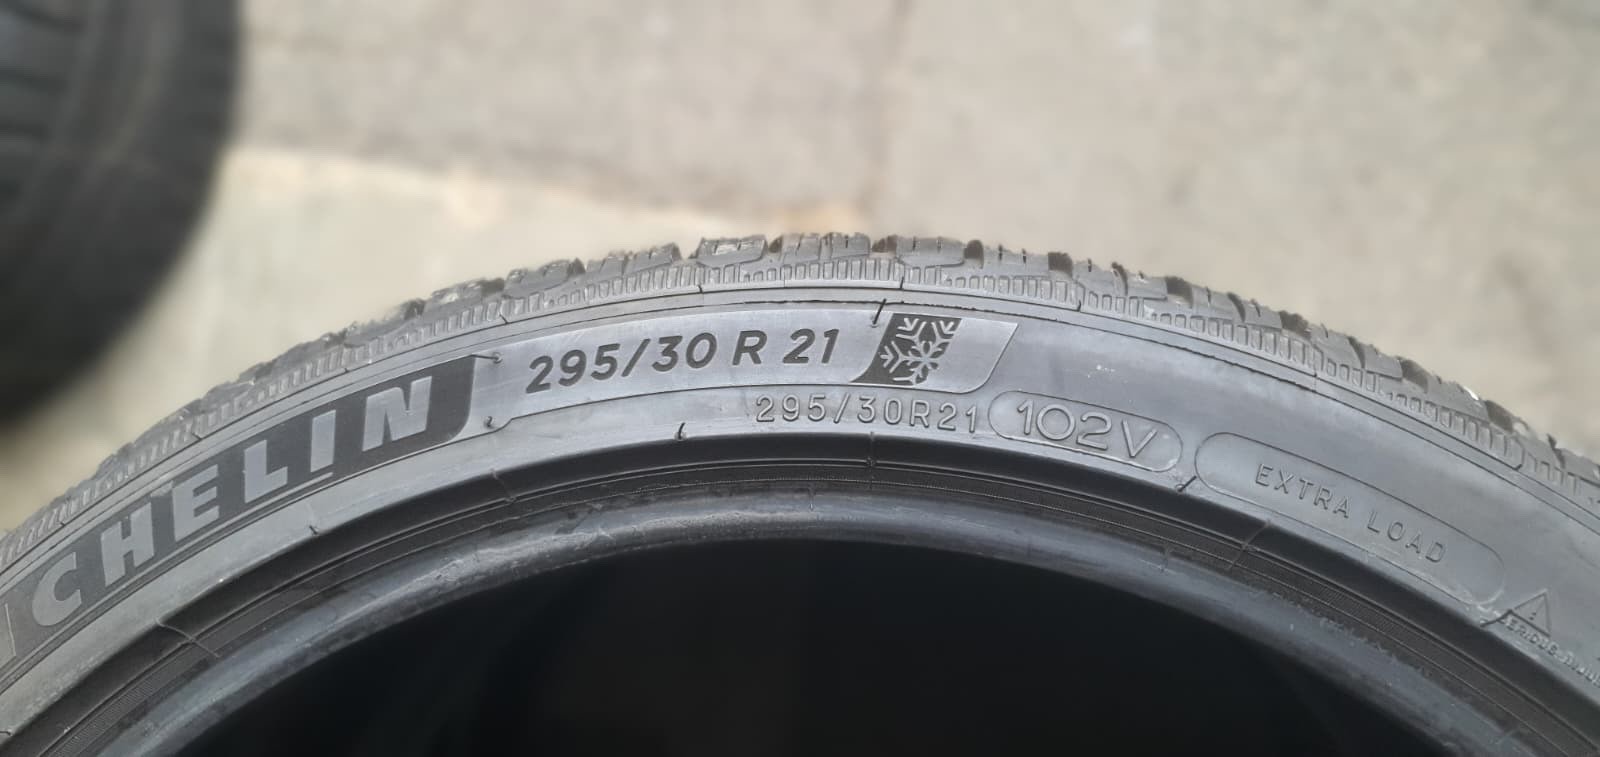 CHELIN
295/30 R 21
295/30R21 102V
EXTRA LOAD